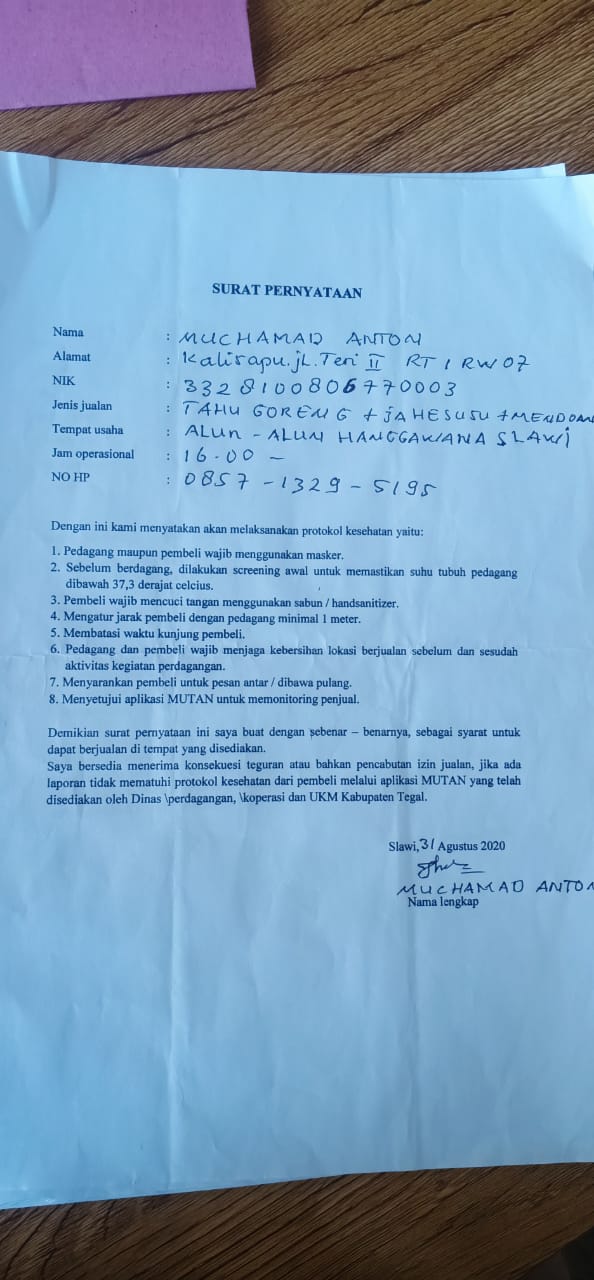 SURAT PERNYATAAN
Nama : MUCHAMAD ANTON
Alamat : Kalirapu. jL. Teri II RT 1 RW 07
NIK : 3328100806770003
Jenis jualan : TAHU GORENG + jAHESUSU + MENDOAN
Tempat usaha : ALUN - ALUN HANGGAWANA SLAWi
Jam operasional : 16.00 -
NO HP : 0857-1329-5195
Dengan ini kami menyatakan akan melaksanakan protokol kesehatan yaitu:
1. Pedagang maupun pembeli wajib menggunakan masker.
2. Sebelum berdagang, dilakukan screening awal untuk memastikan suhu tubuh pedagang
dibawah 37,3 derajat celcius.
3. Pembeli wajib mencuci tangan menggunakan sabun / handsanitizer.
4. Mengatur jarak pembeli dengan pedagang minimal 1 meter.
5. Membatasi waktu kunjung pembeli.
6. Pedagang dan pembeli wajib menjaga kebersihan lokasi berjualan sebelum dan sesudah
aktivitas kegiatan perdagangan.
7. Menyarankan pembeli untuk pesan antar / dibawa pulang.
8. Menyetujui aplikasi MUTAN untuk memonitoring penjual.
Demikian surat pernyataan ini saya buat dengan sebenar – benarnya, sebagai syarat untuk
dapat berjualan di tempat yang disediakan.
Saya bersedia menerima konsekuesi teguran atau bahkan pencabutan izin jualan, jika ada
laporan tidak mematuhi protokol kesehatan dari pembeli melalui aplikasi MUTAN yang telah
disediakan oleh Dinas \perdagangan, \koperasi dan UKM Kabupaten Tegal.
Slawi, 31 Agustus 2020
MUCHAMAD ANTON
Nama lengkap